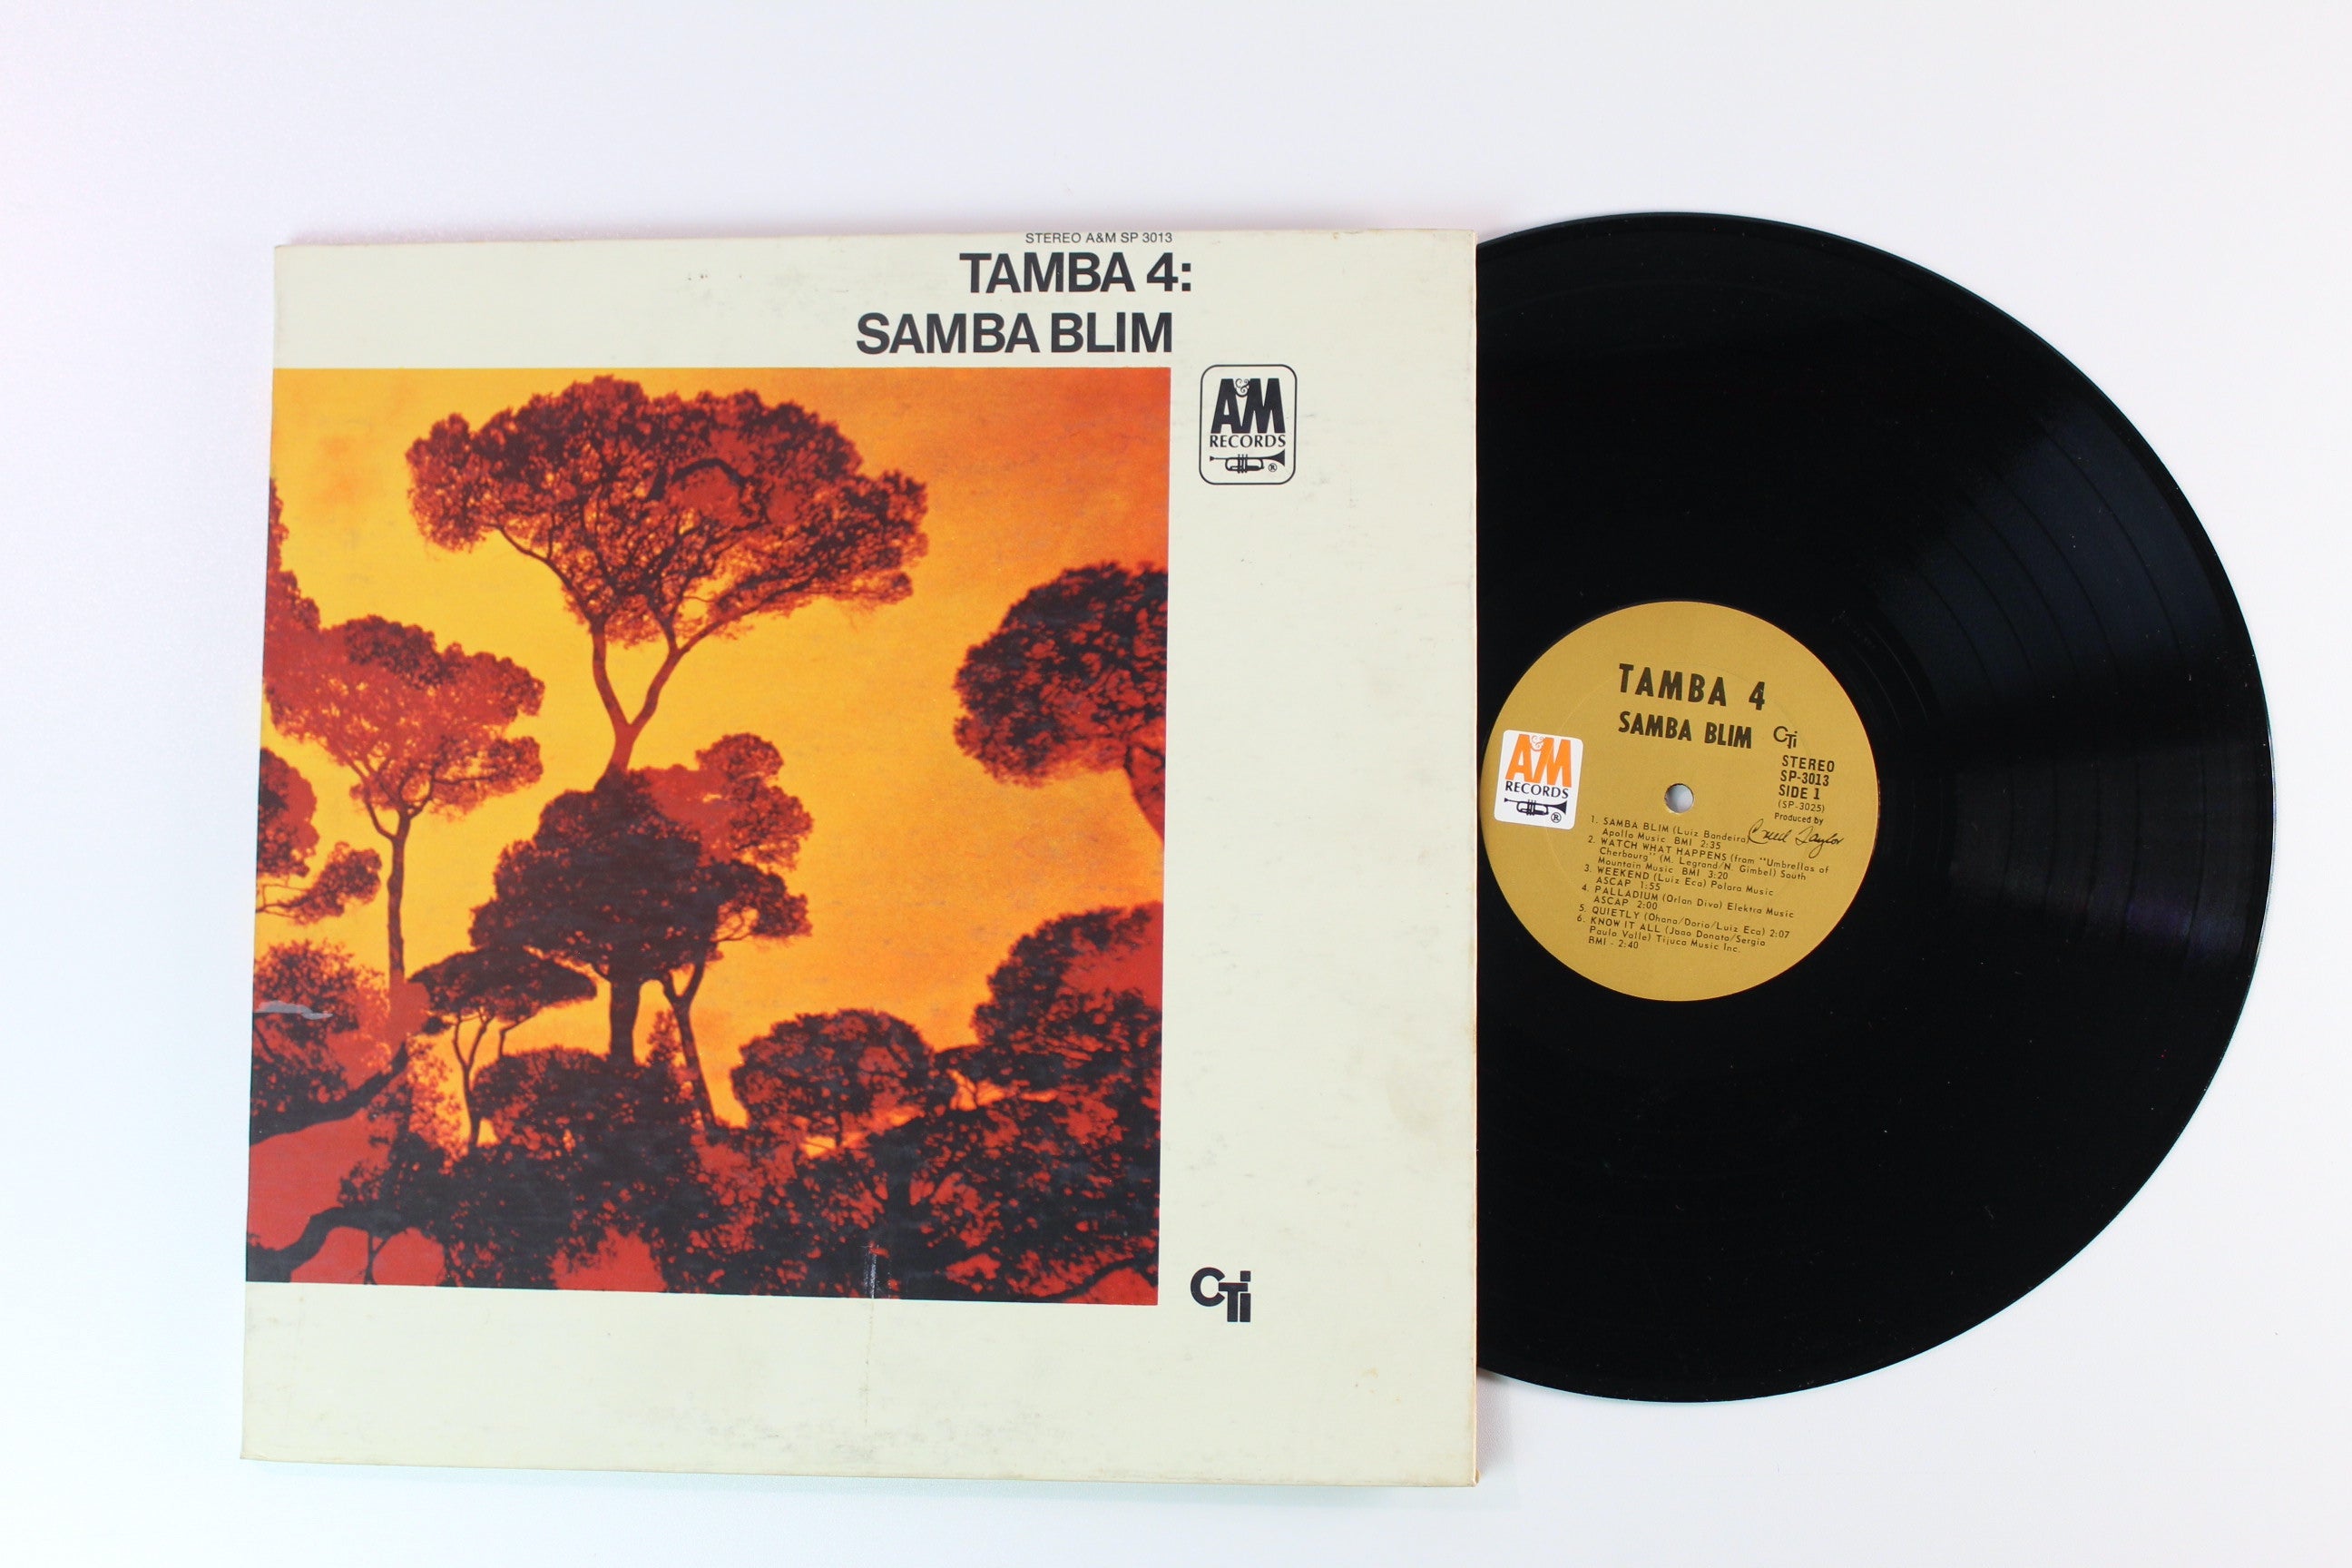 STEREO A&M SP 3013
TAMBA 4:
SAMBA BLIM
A&M
RECORDS
®
CTi
TAMBA 4
SAMBA BLIM
CTi
STEREO
SP-3013
SIDE 1
(SP-3025)
Produced by
Creed Taylor
A&M
RECORDS
®
1. SAMBA BLIM (Luiz Bandeira)
Apollo Music BMI 2:35
2. WATCH WHAT HAPPENS (from "Umbrellas of
Cherbourg" (M. Legrand/N. Gimbel) South
Mountain Music BMI 3:20
3. WEEKEND (Luiz Eca) Polara Music
ASCAP 1:55
4. PALLADIUM (Orlan Divo) Elektra Music
ASCAP 2:00
5. QUIETLY (Ohana/Dorio/Luiz Eca) 2:07
6. KNOW IT ALL (Joao Donato/Sergio
Paulo Valle) Tijuca Music Inc.
BMI - 2:40